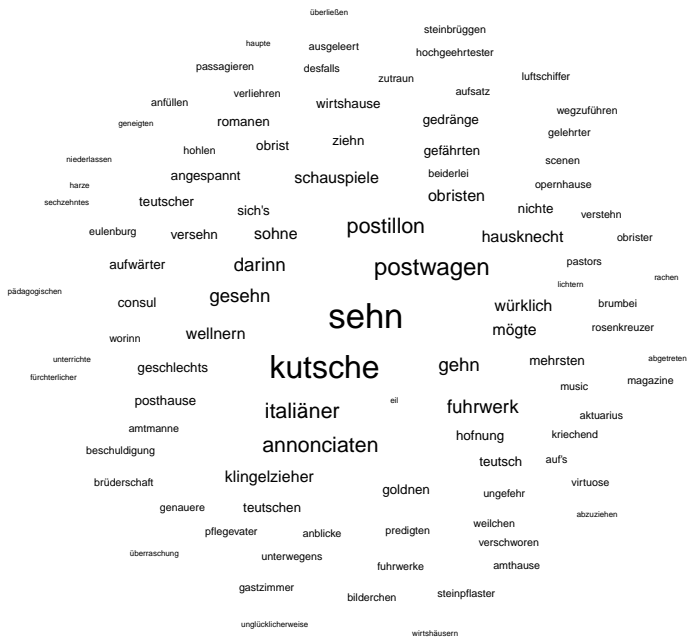 überließen
steinbrüggen
haupte
ausgeleert
hochgeehrtester
passagieren
desfalls
zutraun
luftschiffer
verliehren
aufsatz
anfüllen
wirtshause
wegzuführen
geneigten
romanen
gedränge
gelehrter
hohlen
obrist
ziehn
gefährten
niederlassen
scenen
angespannt
schauspiele
beiderlei
opernhause
harze
sechzehntes
teutscher
obristen
sich's
nichte
verstehn
eulenburg
versehn
sohne
postillon
hausknecht
obrister
aufwärter
darinn
postwagen
pastors
rachen
lichtern
pädagogischen
consul
gesehn
sehn
würklich
brumbei
worinn
wellnern
mögte
rosenkreuzer
unterrichte
fürchterlicher
geschlechts
kutsche
gehn
mehrsten
abgetreten
music
magazine
posthause
italiäner
eil
fuhrwerk
aktuarius
amtmanne
beschuldigung
annonciaten
hofnung
kriechend
teutsch
auf's
brüderschaft
klingelzieher
goldnen
ungefehr
virtuose
genauere
teutschen
weilchen
abzuziehen
pflegevater
anblicke
predigten
verschworen
überraschung
unterwegens
fuhrwerke
amthause
gastzimmer
bilderchen
steinpflaster
unglücklicherweise
wirtshäusern